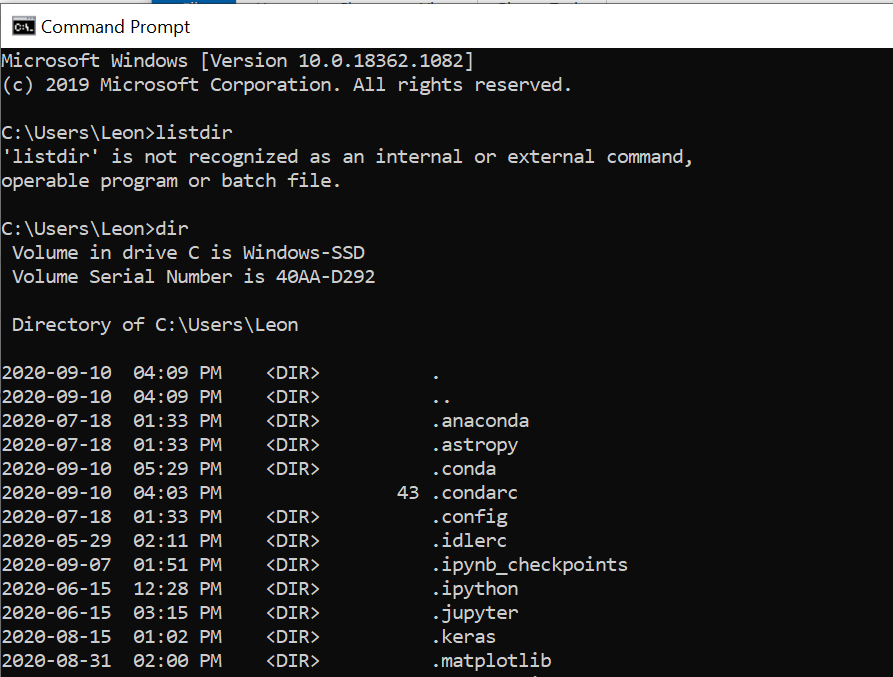 Command Prompt
Microsoft Windows [Version 10.0.18362.1082]
(c) 2019 Microsoft Corporation. All rights reserved.
C:\Users\Leon>listdir
'listdir' is not recognized as an internal or external command,
operable program or batch file.
C:\Users\Leon>dir
 Volume in drive C is Windows-SSD
 Volume Serial Number is 40AA-D292
 Directory of C:\Users\Leon
2020-09-10  04:09 PM    <DIR>          .
2020-09-10  04:09 PM    <DIR>          ..
2020-07-18  01:33 PM    <DIR>          .anaconda
2020-07-18  01:33 PM    <DIR>          .astropy
2020-09-10  05:29 PM    <DIR>          .conda
2020-09-10  04:03 PM                43 .condarc
2020-07-18  01:33 PM    <DIR>          .config
2020-05-29  02:11 PM    <DIR>          .idlerc
2020-09-07  01:51 PM    <DIR>          .ipynb_checkpoints
2020-06-15  12:28 PM    <DIR>          .ipython
2020-06-15  03:15 PM    <DIR>          .jupyter
2020-08-15  01:02 PM    <DIR>          .keras
2020-08-31  02:00 PM    <DIR>          .matplotlib